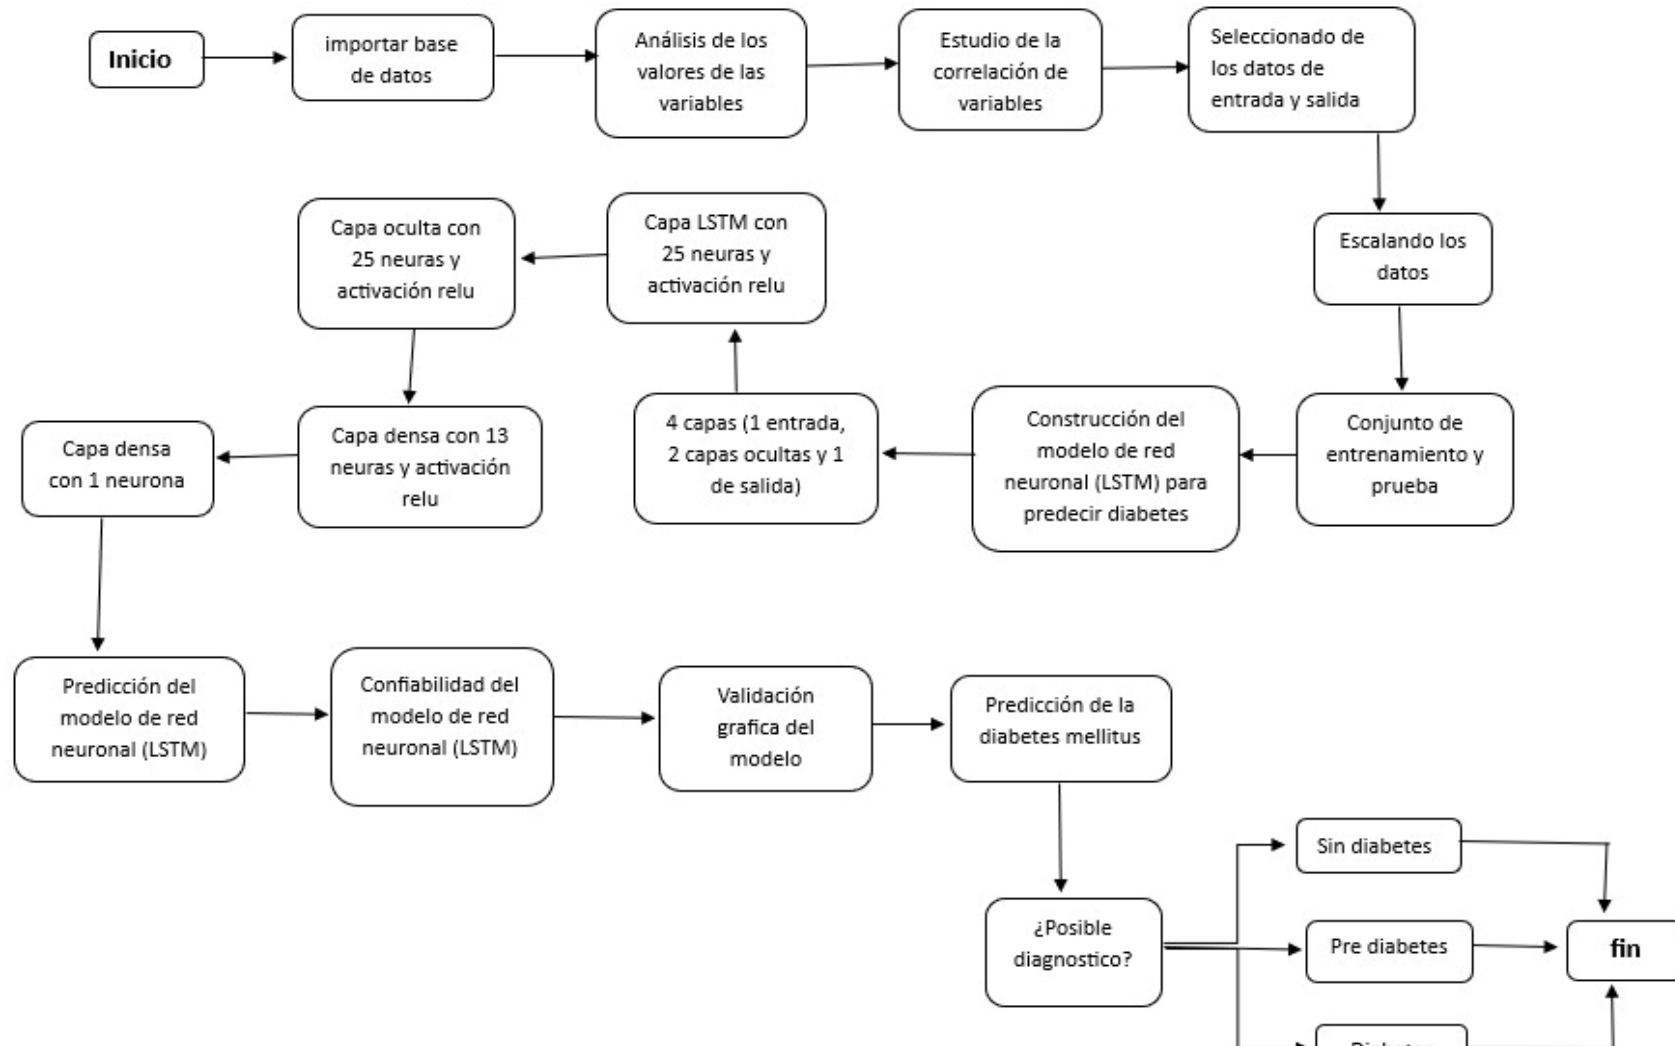 Inicio
importar base
de datos
Análisis de los
valores de las
variables
Estudio de la
correlación de
variables
Seleccionado de
los datos de
entrada y salida
Escalando los
datos
Conjunto de
entrenamiento y
prueba
Construcción del
modelo de red
neuronal (LSTM) para
predecir diabetes
4 capas (1 entrada,
2 capas ocultas y 1
de salida)
Capa LSTM con
25 neuras y
activación relu
Capa oculta con
25 neuras y
activación relu
Capa densa con 13
neuras y activación
relu
Capa densa
con 1 neurona
Predicción del
modelo de red
neuronal (LSTM)
Confiabilidad del
modelo de red
neuronal (LSTM)
Validación
grafica del
modelo
Predicción de la
diabetes mellitus
¿Posible
diagnostico?
Sin diabetes
Pre diabetes
Diabetes
fin